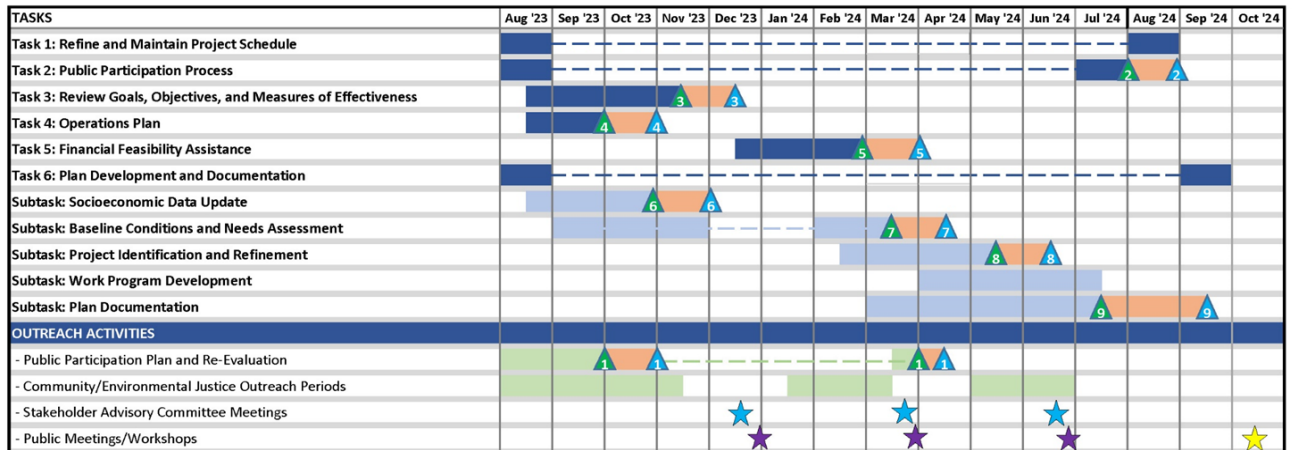 TASKS Aug '23 Sep '23 Oct '23 Nov '23 Dec '23 Jan '24 Feb '24 Mar '24 Apr '24 May '24 Jun '24 Jul '24 Aug '24 Sep '24 Oct '24
Task 1: Refine and Maintain Project Schedule
Task 2: Public Participation Process 2 2
Task 3: Review Goals, Objectives, and Measures of Effectiveness 3 3
Task 4: Operations Plan 4 4
Task 5: Financial Feasibility Assistance 5 5
Task 6: Plan Development and Documentation
Subtask: Socioeconomic Data Update 6 6
Subtask: Baseline Conditions and Needs Assessment 7 7
Subtask: Project Identification and Refinement 8 8
Subtask: Work Program Development
Subtask: Plan Documentation 9 9
OUTREACH ACTIVITIES
- Public Participation Plan and Re-Evaluation 1 1 1 1
- Community/Environmental Justice Outreach Periods
- Stakeholder Advisory Committee Meetings
- Public Meetings/Workshops